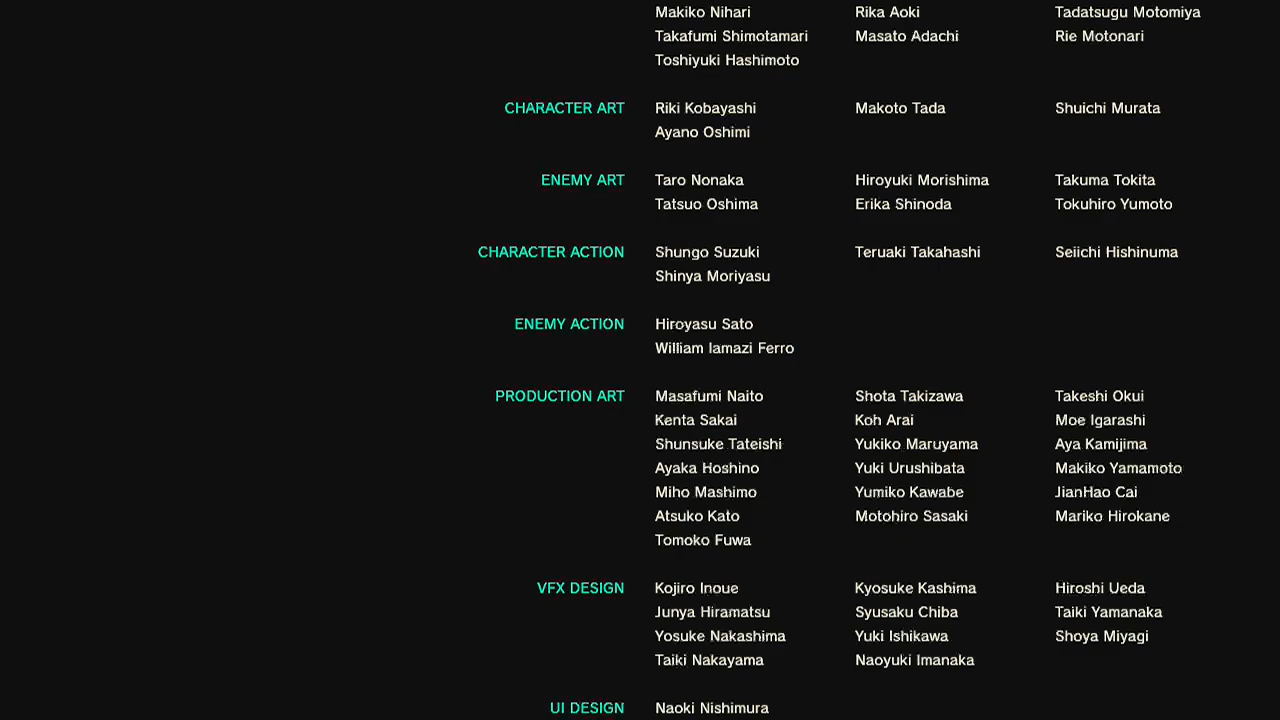 Makiko Nihari Rika Aoki Tadatsugu Motomiya
Takafumi Shimotamari Masato Adachi Rie Motonari
Toshiyuki Hashimoto
CHARACTER ART Riki Kobayashi Makoto Tada Shuichi Murata
Ayano Oshimi
ENEMY ART Taro Nonaka Hiroyuki Morishima Takuma Tokita
Tatsuo Oshima Erika Shinoda Tokuhiro Yumoto
CHARACTER ACTION Shungo Suzuki Teruaki Takahashi Seiichi Hishinuma
Shinya Moriyasu
ENEMY ACTION Hiroyasu Sato
William Iamazi Ferro
PRODUCTION ART Masafumi Naito Shota Takizawa Takeshi Okui
Kenta Sakai Koh Arai Moe Igarashi
Shunsuke Tateishi Yukiko Maruyama Aya Kamijima
Ayaka Hoshino Yuki Urushibata Makiko Yamamoto
Miho Mashimo Yumiko Kawabe JianHao Cai
Atsuko Kato Motohiro Sasaki Mariko Hirokane
Tomoko Fuwa
VFX DESIGN Kojiro Inoue Kyosuke Kashima Hiroshi Ueda
Junya Hiramatsu Syusaku Chiba Taiki Yamanaka
Yosuke Nakashima Yuki Ishikawa Shoya Miyagi
Taiki Nakayama Naoyuki Imanaka
UI DESIGN Naoki Nishimura